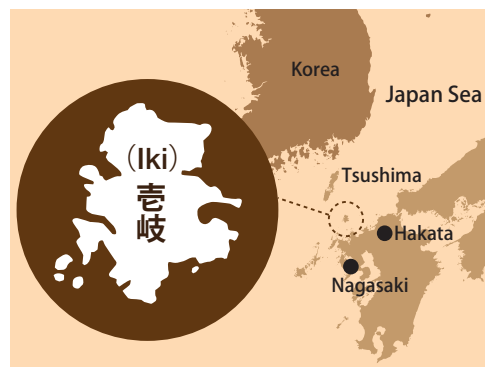 Korea
Japan Sea
(Iki)
壱岐
Tsushima
Hakata
Nagasaki